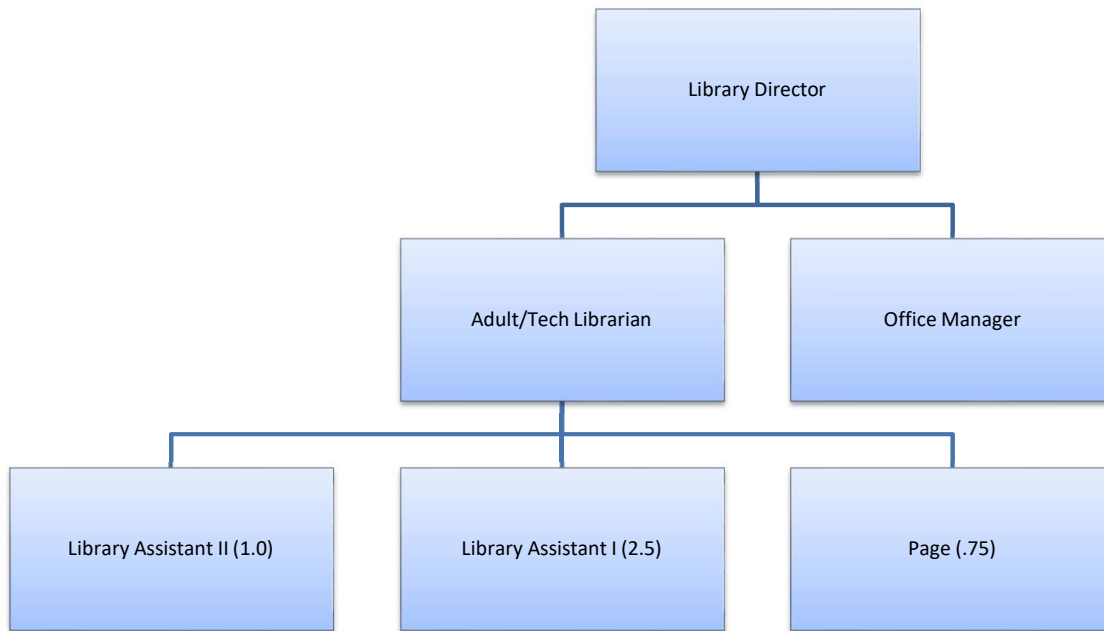 Library Director
Adult/Tech Librarian
Office Manager
Library Assistant II (1.0)
Library Assistant I (2.5)
Page (.75)